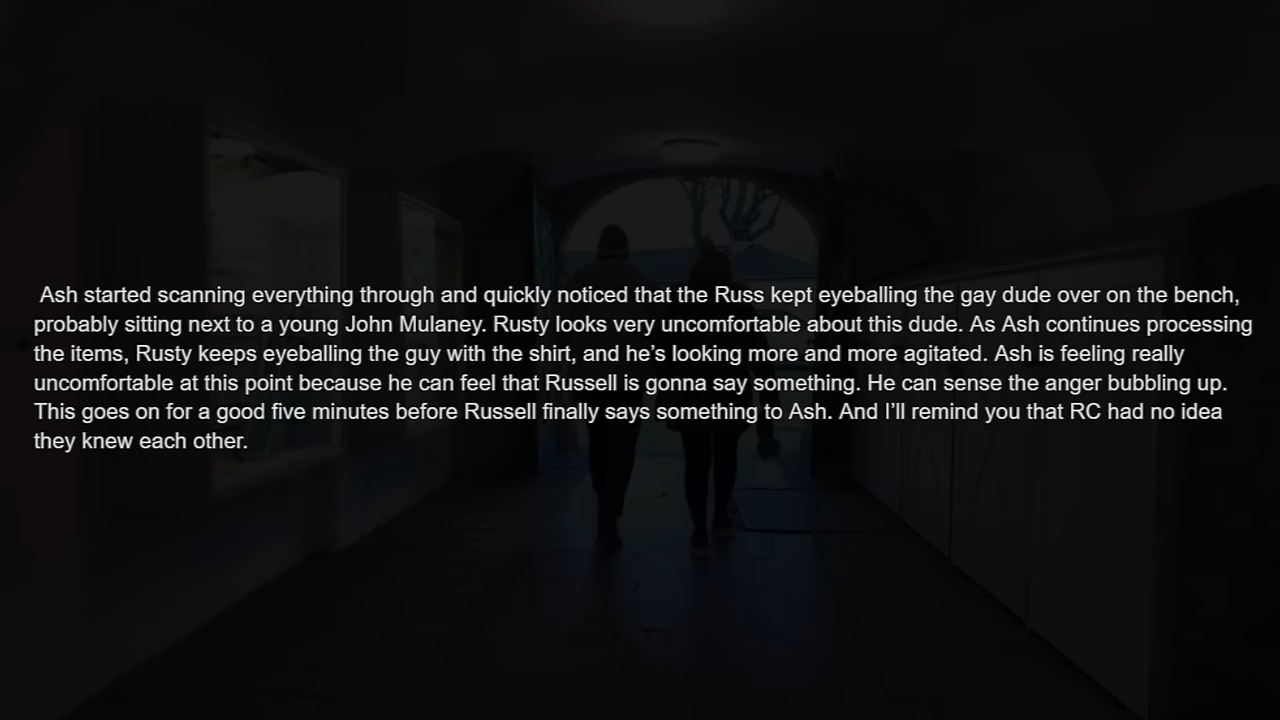 Ash started scanning everything through and quickly noticed that the Russ kept eyeballing the gay dude over on the bench,
probably sitting next to a young John Mulaney. Rusty looks very uncomfortable about this dude. As Ash continues processing
the items, Rusty keeps eyeballing the guy with the shirt, and he’s looking more and more agitated. Ash is feeling really
uncomfortable at this point because he can feel that Russell is gonna say something. He can sense the anger bubbling up.
This goes on for a good five minutes before Russell finally says something to Ash. And I’ll remind you that RC had no idea
they knew each other.